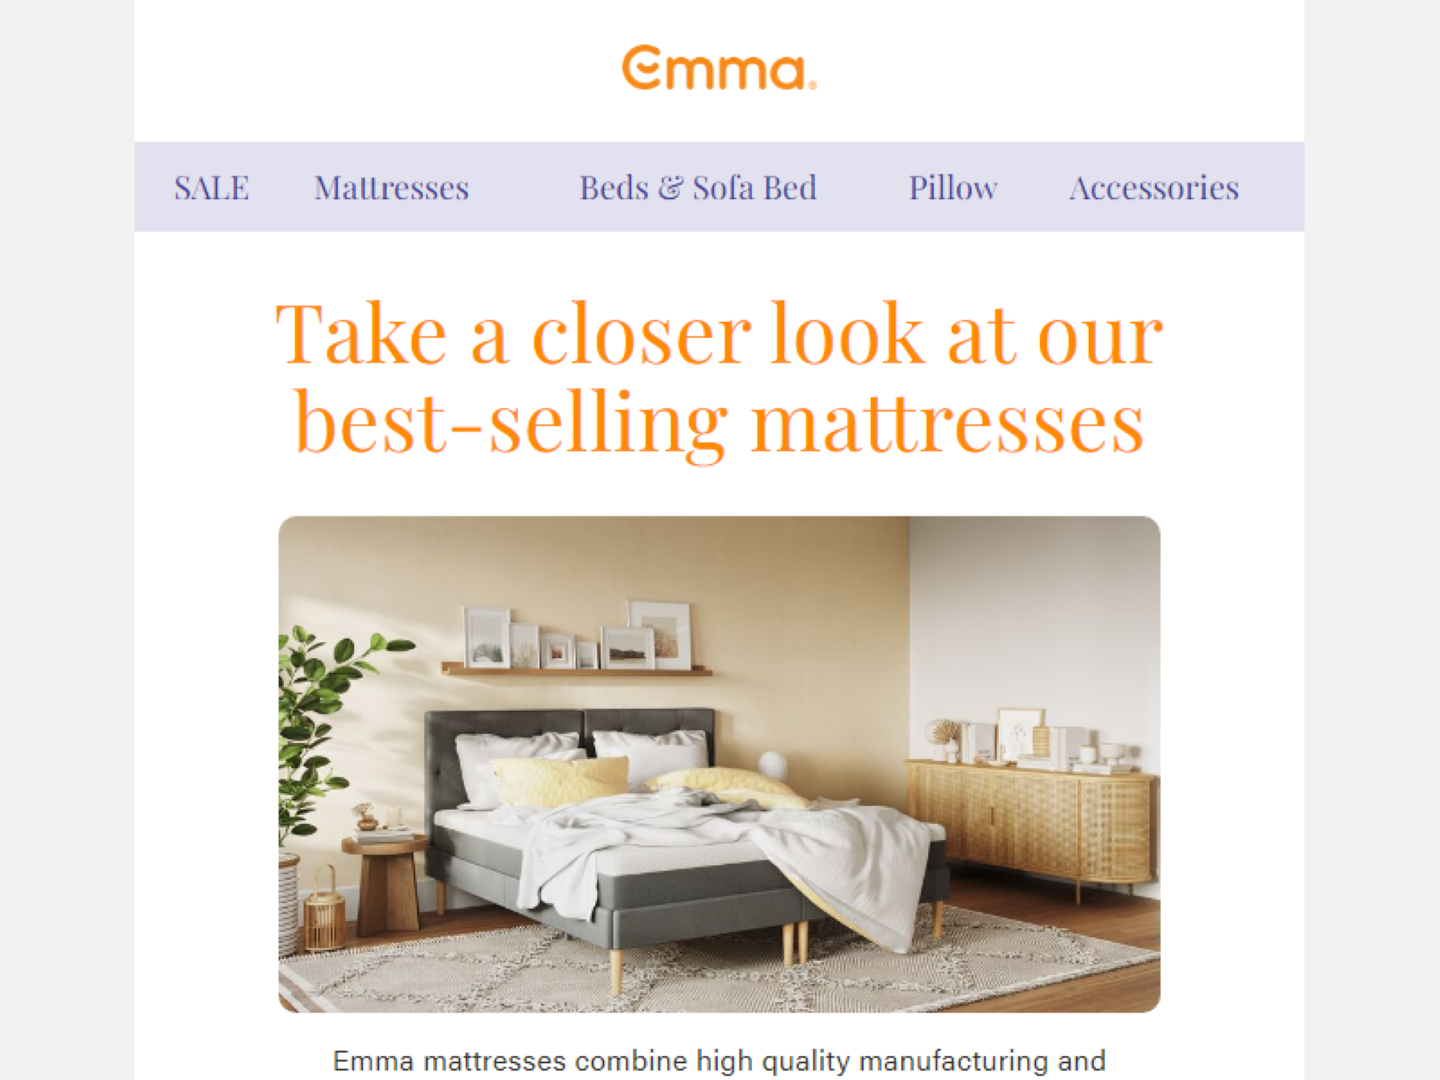 Emma®
SALE Mattresses Beds & Sofa Bed Pillow Accessories
Take a closer look at our
best-selling mattresses
Emma mattresses combine high quality manufacturing and